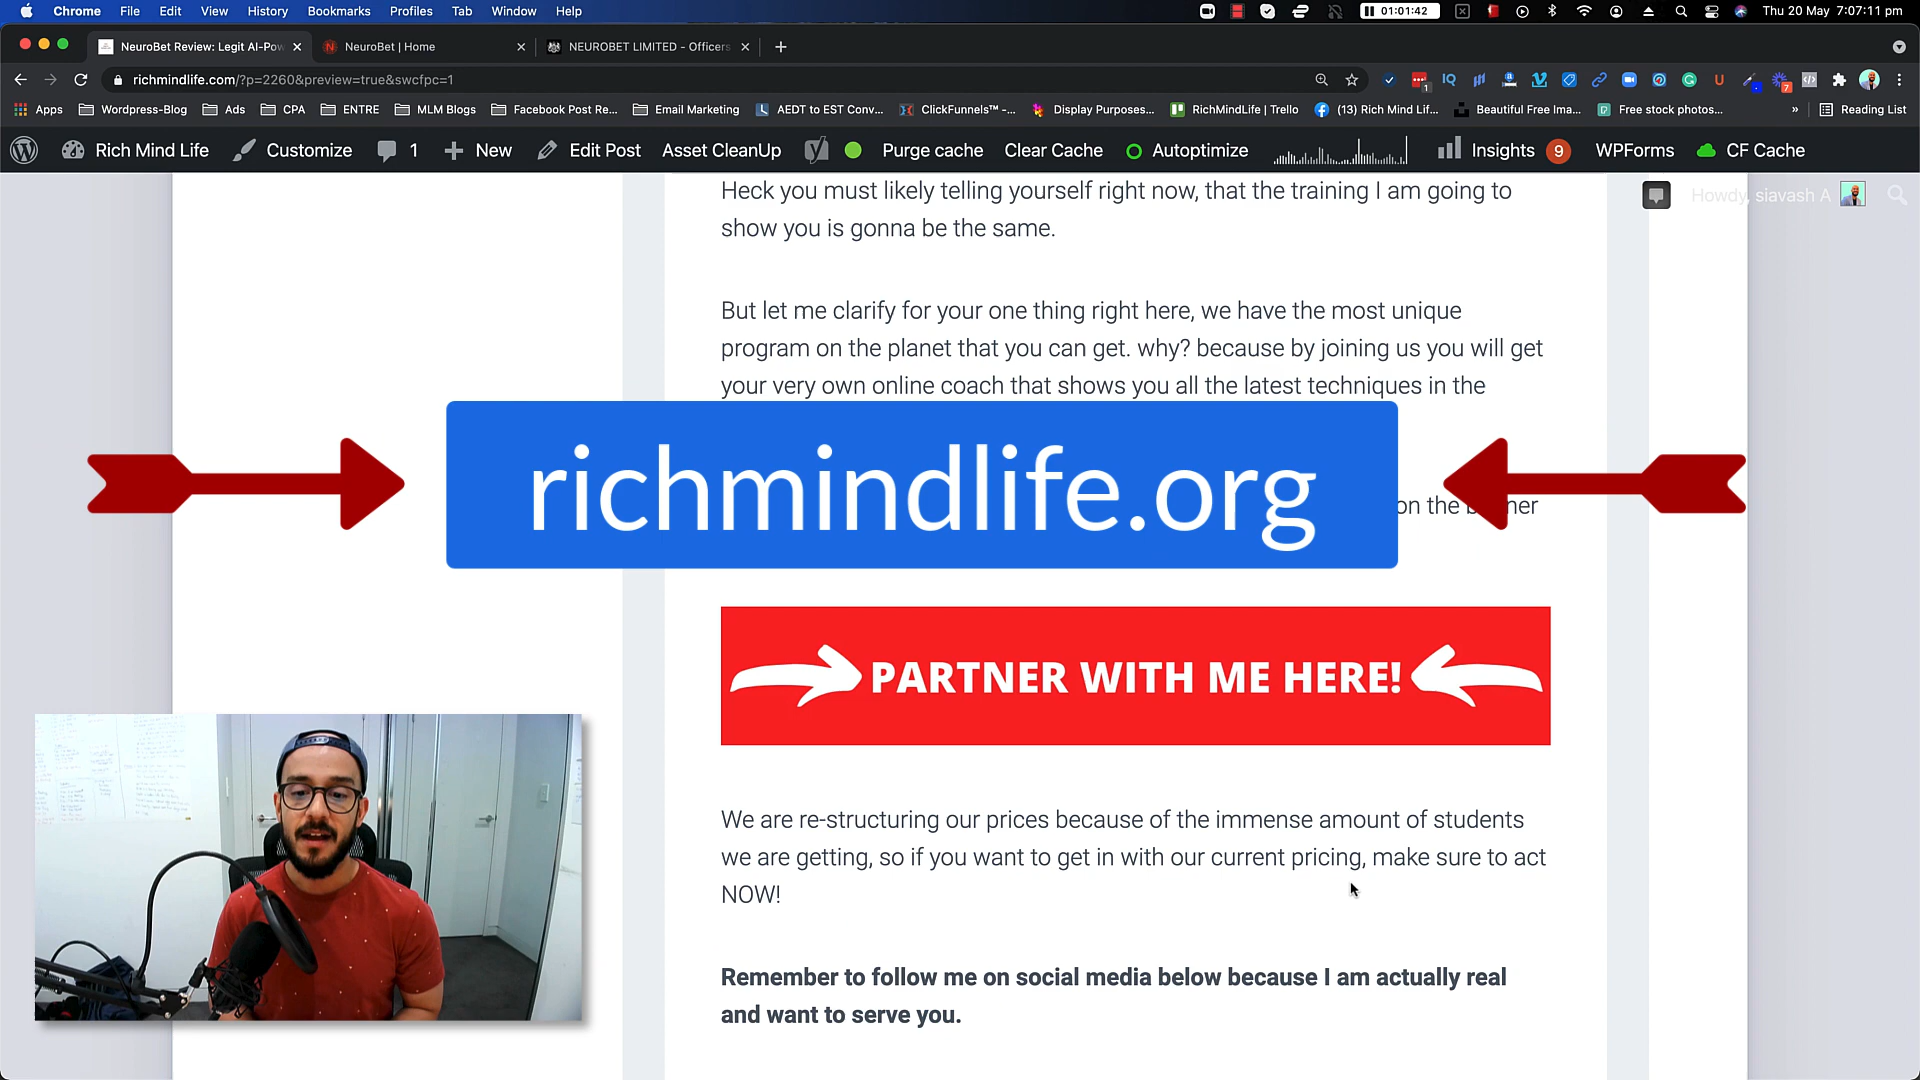 Chrome File Edit View History Bookmarks Profiles Tab Window Help 01:01:42 Thu 20 May 7:07:11 pm
NeuroBet Review: Legit AI-Pow NeuroBet | Home NEUROBET LIMITED - Officers
richmindlife.com/?p=2260&preview=true&swcfpc=1
Apps Wordpress-Blog Ads CPA ENTRE MLM Blogs Facebook Post Re... Email Marketing AEDT to EST Conv... ClickFunnels™ -... Display Purposes... RichMindLife | Trello (13) Rich Mind Lif... Beautiful Free Ima... Free stock photos... » Reading List
Rich Mind Life Customize 1 New Edit Post Asset CleanUp Purge cache Clear Cache Autoptimize Insights 9 WPForms CF Cache
Howdy, siavash A
Heck you must likely telling yourself right now, that the training I am going to
show you is gonna be the same.
But let me clarify for your one thing right here, we have the most unique
program on the planet that you can get. why? because by joining us you will get
your very own online coach that shows you all the latest techniques in the
richmindlife.org
on the
PARTNER WITH ME HERE!
We are re-structuring our prices because of the immense amount of students
we are getting, so if you want to get in with our current pricing, make sure to act
NOW!
Remember to follow me on social media below because I am actually real
and want to serve you.